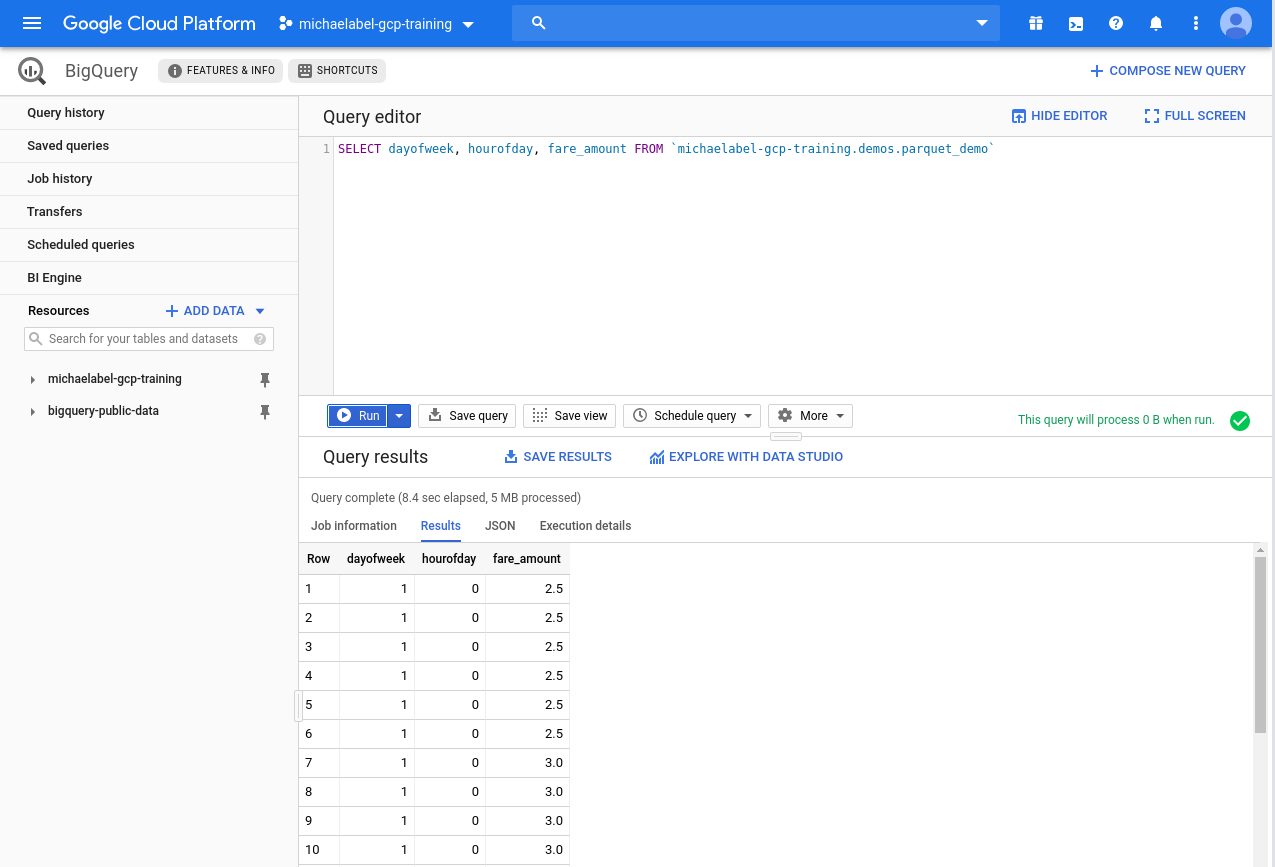 Google Cloud Platform michaelabel-gcp-training
BigQuery FEATURES & INFO SHORTCUTS COMPOSE NEW QUERY
Query history
Saved queries
Job history
Transfers
Scheduled queries
BI Engine
Resources ADD DATA
Search for your tables and datasets
michaelabel-gcp-training
bigquery-public-data
Query editor HIDE EDITOR FULL SCREEN
1 SELECT dayofweek, hourofday, fare_amount FROM `michaelabel-gcp-training.demos.parquet_demo`
Run Save query Save view Schedule query More This query will process 0 B when run.
Query results SAVE RESULTS EXPLORE WITH DATA STUDIO
Query complete (8.4 sec elapsed, 5 MB processed)
Job information Results JSON Execution details
Row dayofweek hourofday fare_amount
1 1 0 2.5
2 1 0 2.5
3 1 0 2.5
4 1 0 2.5
5 1 0 2.5
6 1 0 2.5
7 1 0 3.0
8 1 0 3.0
9 1 0 3.0
10 1 0 3.0